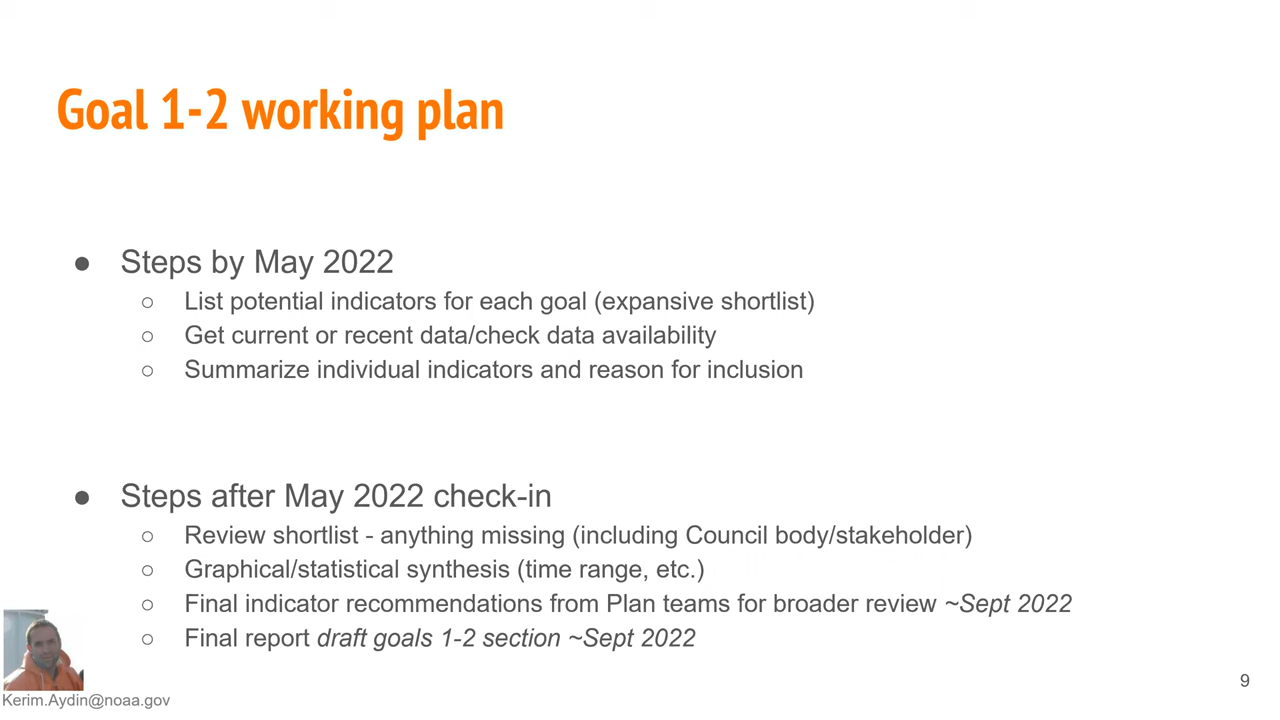 Goal 1-2 working plan
● Steps by May 2022
○ List potential indicators for each goal (expansive shortlist)
○ Get current or recent data/check data availability
○ Summarize individual indicators and reason for inclusion
● Steps after May 2022 check-in
○ Review shortlist - anything missing (including Council body/stakeholder)
○ Graphical/statistical synthesis (time range, etc.)
○ Final indicator recommendations from Plan teams for broader review ~Sept 2022
○ Final report draft goals 1-2 section ~Sept 2022
9
Kerim.Aydin@noaa.gov